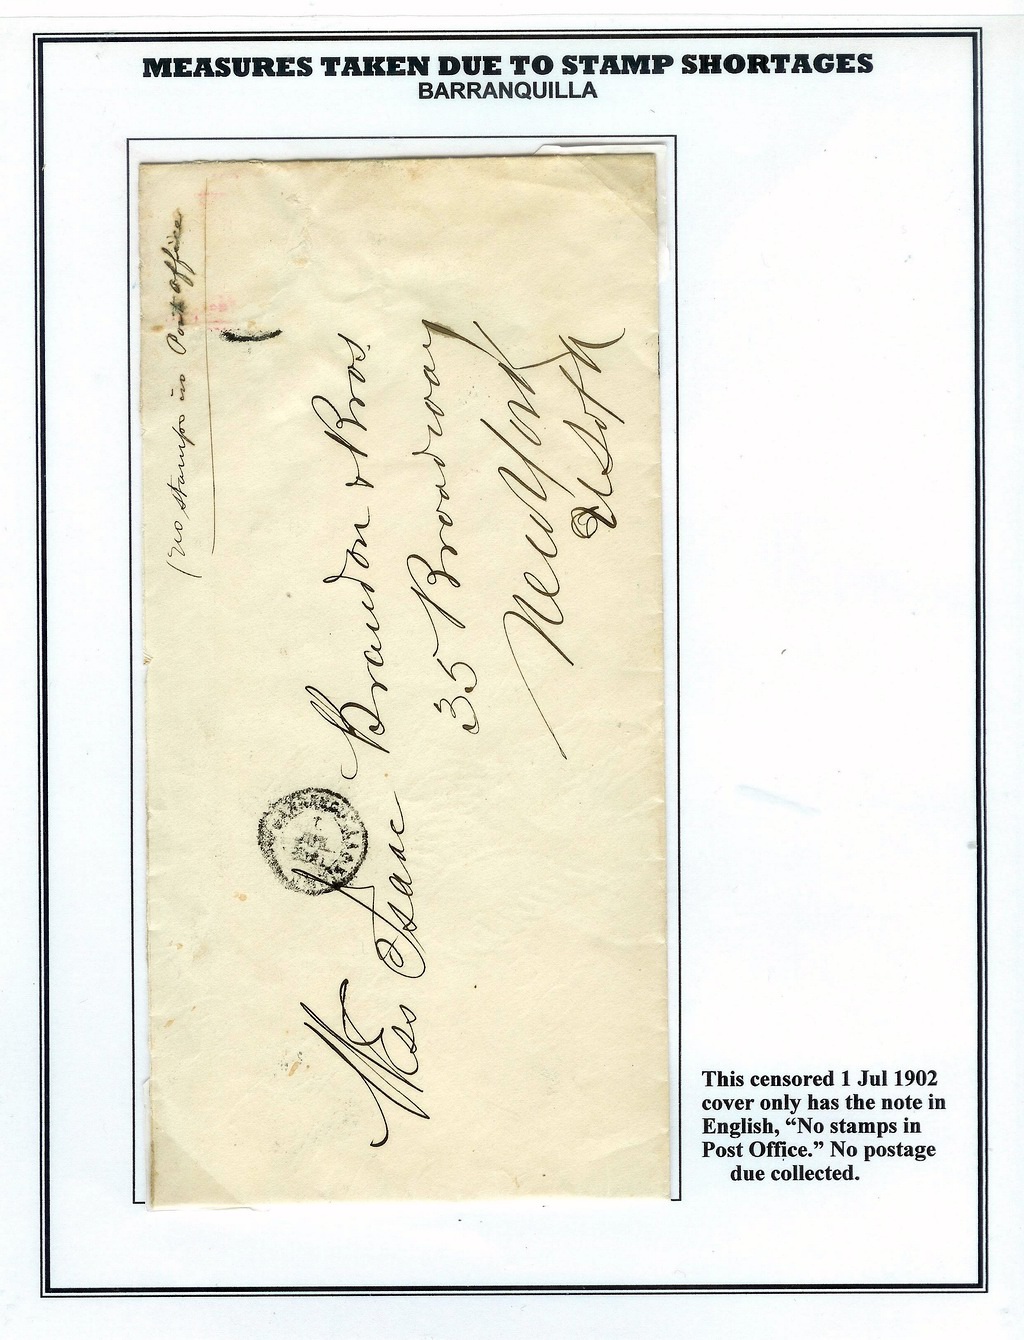 MEASURES TAKEN DUE TO STAMP SHORTAGES
BARRANQUILLA
(No stamps in Post office
Mess Isaac Brandon & Bros.
35 Broadway
New York
U S of A
This censored 1 Jul 1902
cover only has the note in
English, “No stamps in
Post Office.” No postage
due collected.